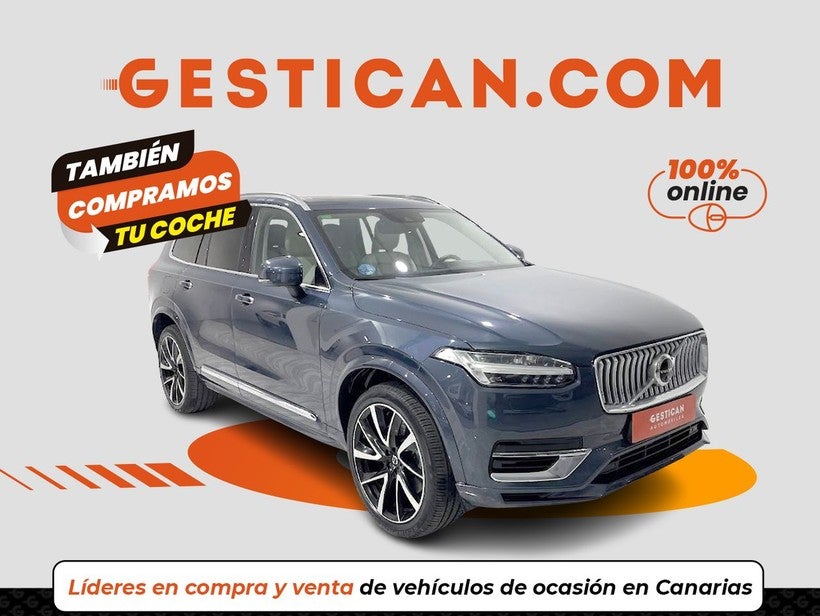 GESTICAN.COM
TAMBIÉN
COMPRAMOS
TU COCHE
100%
online
GESTICAN
AUTOMÓVILES
Líderes en compra y venta de vehículos de ocasión en Canarias